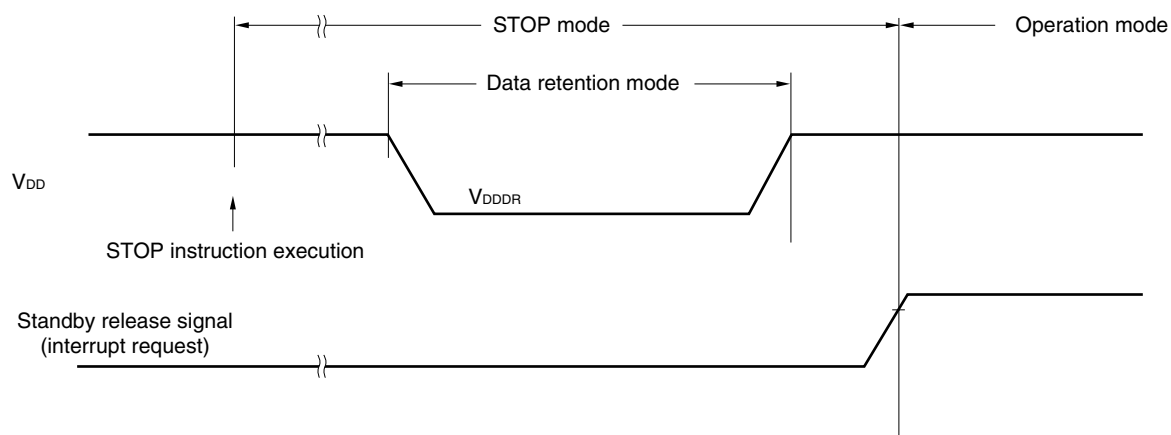 STOP mode
Operation mode
Data retention mode
VDD
VDDDR
STOP instruction execution
Standby release signal
(interrupt request)